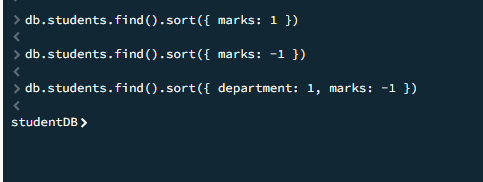 > db.students.find().sort({ marks: 1 })
<
> db.students.find().sort({ marks: -1 })
<
> db.students.find().sort({ department: 1, marks: -1 })
<
studentDB>